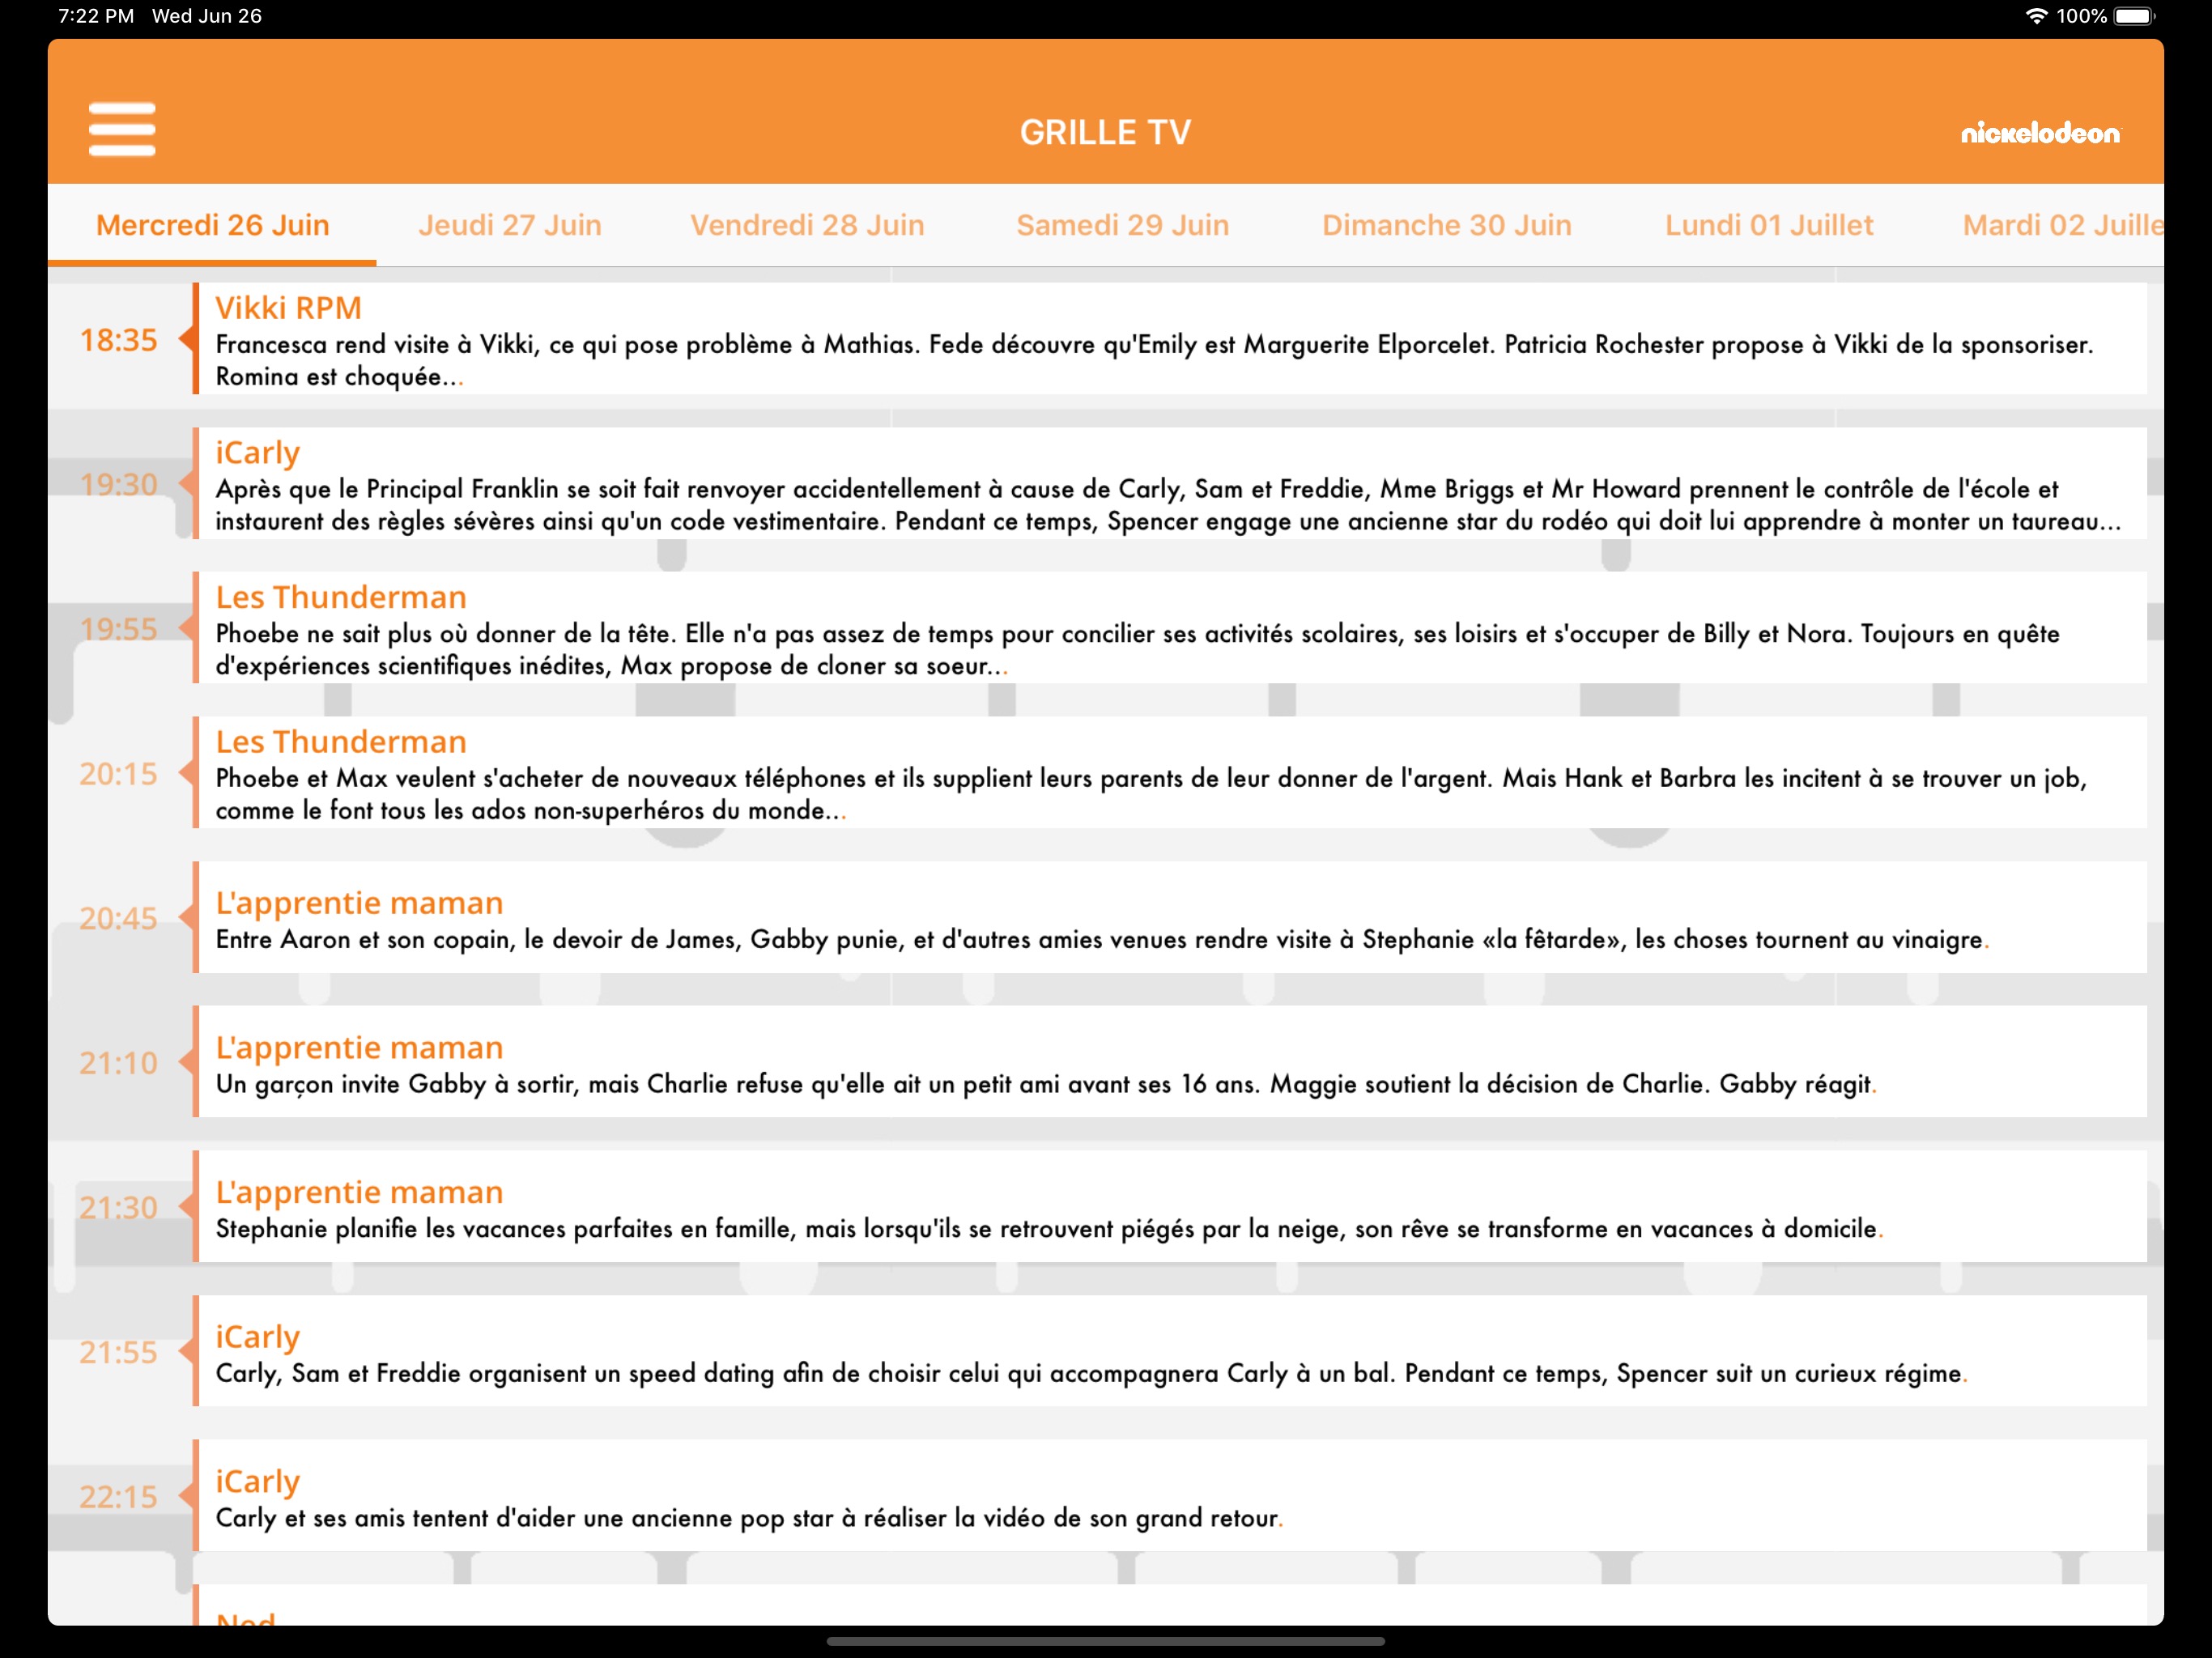 7:22 PM Wed Jun 26
100%
GRILLE TV
nickelodeon
Mercredi 26 Juin
Jeudi 27 Juin
Vendredi 28 Juin
Samedi 29 Juin
Dimanche 30 Juin
Lundi 01 Juillet
Mardi 02 Juille
18:35
Vikki RPM
Francesca rend visite à Vikki, ce qui pose problème à Mathias. Fede découvre qu'Emily est Marguerite Elporcelet. Patricia Rochester propose à Vikki de la sponsoriser.
Romina est choquée....
19:30
iCarly
Après que le Principal Franklin se soit fait renvoyer accidentellement à cause de Carly, Sam et Freddie, Mme Briggs et Mr Howard prennent le contrôle de l'école et
instaurent des règles sévères ainsi qu'un code vestimentaire. Pendant ce temps, Spencer engage une ancienne star du rodéo qui doit lui apprendre à monter un taureau...
19:55
Les Thunderman
Phoebe ne sait plus où donner de la tête. Elle n'a pas assez de temps pour concilier ses activités scolaires, ses loisirs et s'occuper de Billy et Nora. Toujours en quête
d'expériences scientifiques inédites, Max propose de cloner sa soeur....
20:15
Les Thunderman
Phoebe et Max veulent s'acheter de nouveaux téléphones et ils supplient leurs parents de leur donner de l'argent. Mais Hank et Barbra les incitent à se trouver un job,
comme le font tous les ados non-superhéros du monde....
20:45
L'apprentie maman
Entre Aaron et son copain, le devoir de James, Gabby punie, et d'autres amies venues rendre visite à Stephanie «la fêtarde», les choses tournent au vinaigre.
21:10
L'apprentie maman
Un garçon invite Gabby à sortir, mais Charlie refuse qu'elle ait un petit ami avant ses 16 ans. Maggie soutient la décision de Charlie. Gabby réagit.
21:30
L'apprentie maman
Stephanie planifie les vacances parfaites en famille, mais lorsqu'ils se retrouvent piégés par la neige, son rêve se transforme en vacances à domicile.
21:55
iCarly
Carly, Sam et Freddie organisent un speed dating afin de choisir celui qui accompagnera Carly à un bal. Pendant ce temps, Spencer suit un curieux régime.
22:15
iCarly
Carly et ses amis tentent d'aider une ancienne pop star à réaliser la vidéo de son grand retour.
Ned